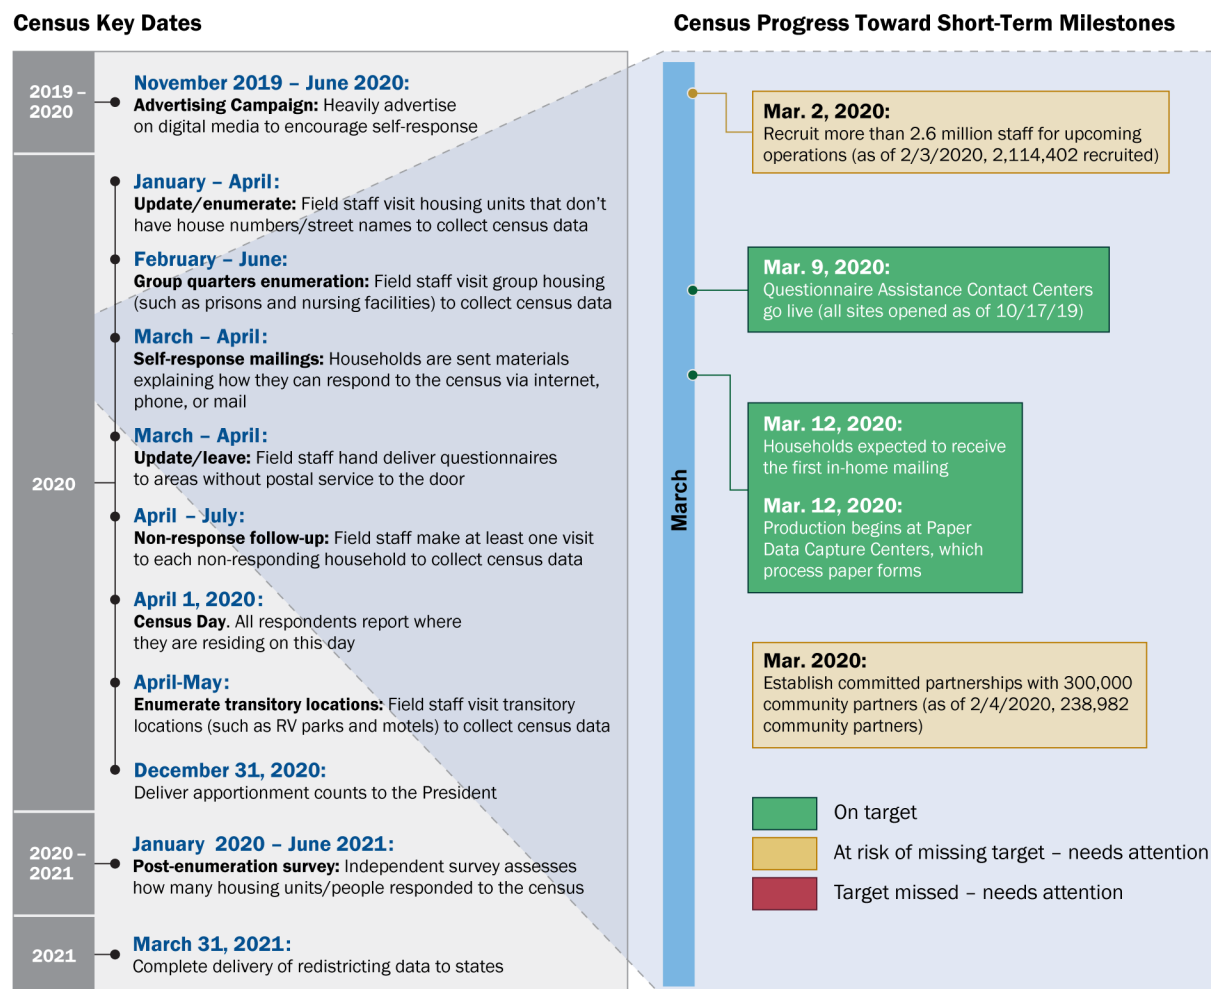 Census Key Dates
2019 –
2020
November 2019 – June 2020:
Advertising Campaign: Heavily advertise
on digital media to encourage self-response
2020
January – April:
Update/enumerate: Field staff visit housing units that don’t
have house numbers/street names to collect census data
February – June:
Group quarters enumeration: Field staff visit group housing
(such as prisons and nursing facilities) to collect census data
March – April:
Self-response mailings: Households are sent materials
explaining how they can respond to the census via internet,
phone, or mail
March – April:
Update/leave: Field staff hand deliver questionnaires
to areas without postal service to the door
April – July:
Non-response follow-up: Field staff make at least one visit
to each non-responding household to collect census data
April 1, 2020:
Census Day. All respondents report where
they are residing on this day
April-May:
Enumerate transitory locations: Field staff visit transitory
locations (such as RV parks and motels) to collect census data
December 31, 2020:
Deliver apportionment counts to the President
2020 –
2021
January 2020 – June 2021:
Post-enumeration survey: Independent survey assesses
how many housing units/people responded to the census
2021
March 31, 2021:
Complete delivery of redistricting data to states
Census Progress Toward Short-Term Milestones
March
Mar. 2, 2020:
Recruit more than 2.6 million staff for upcoming
operations (as of 2/3/2020, 2,114,402 recruited)
Mar. 9, 2020:
Questionnaire Assistance Contact Centers
go live (all sites opened as of 10/17/19)
Mar. 12, 2020:
Households expected to receive
the first in-home mailing
Mar. 12, 2020:
Production begins at Paper
Data Capture Centers, which
process paper forms
Mar. 2020:
Establish committed partnerships with 300,000
community partners (as of 2/4/2020, 238,982
community partners)
On target
At risk of missing target – needs attention
Target missed – needs attention